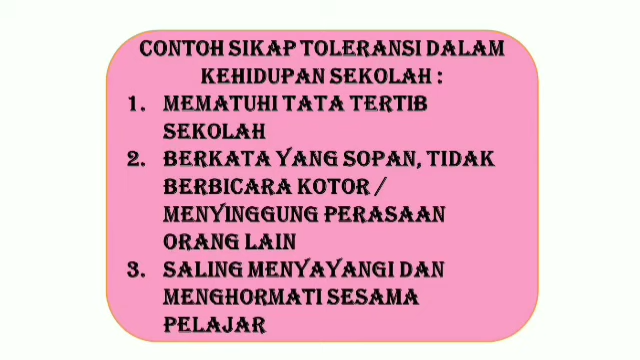 CONTOH SIKAP TOLERANSI DALAM
KEHIDUPAN SEKOLAH :
1. MEMATUHI TATA TERTIB
SEKOLAH
2. BERKATA YANG SOPAN, TIDAK
BERBICARA KOTOR /
MENYINGGUNG PERASAAN
ORANG LAIN
3. SALING MENYAYANGI DAN
MENGHORMATI SESAMA
PELAJAR